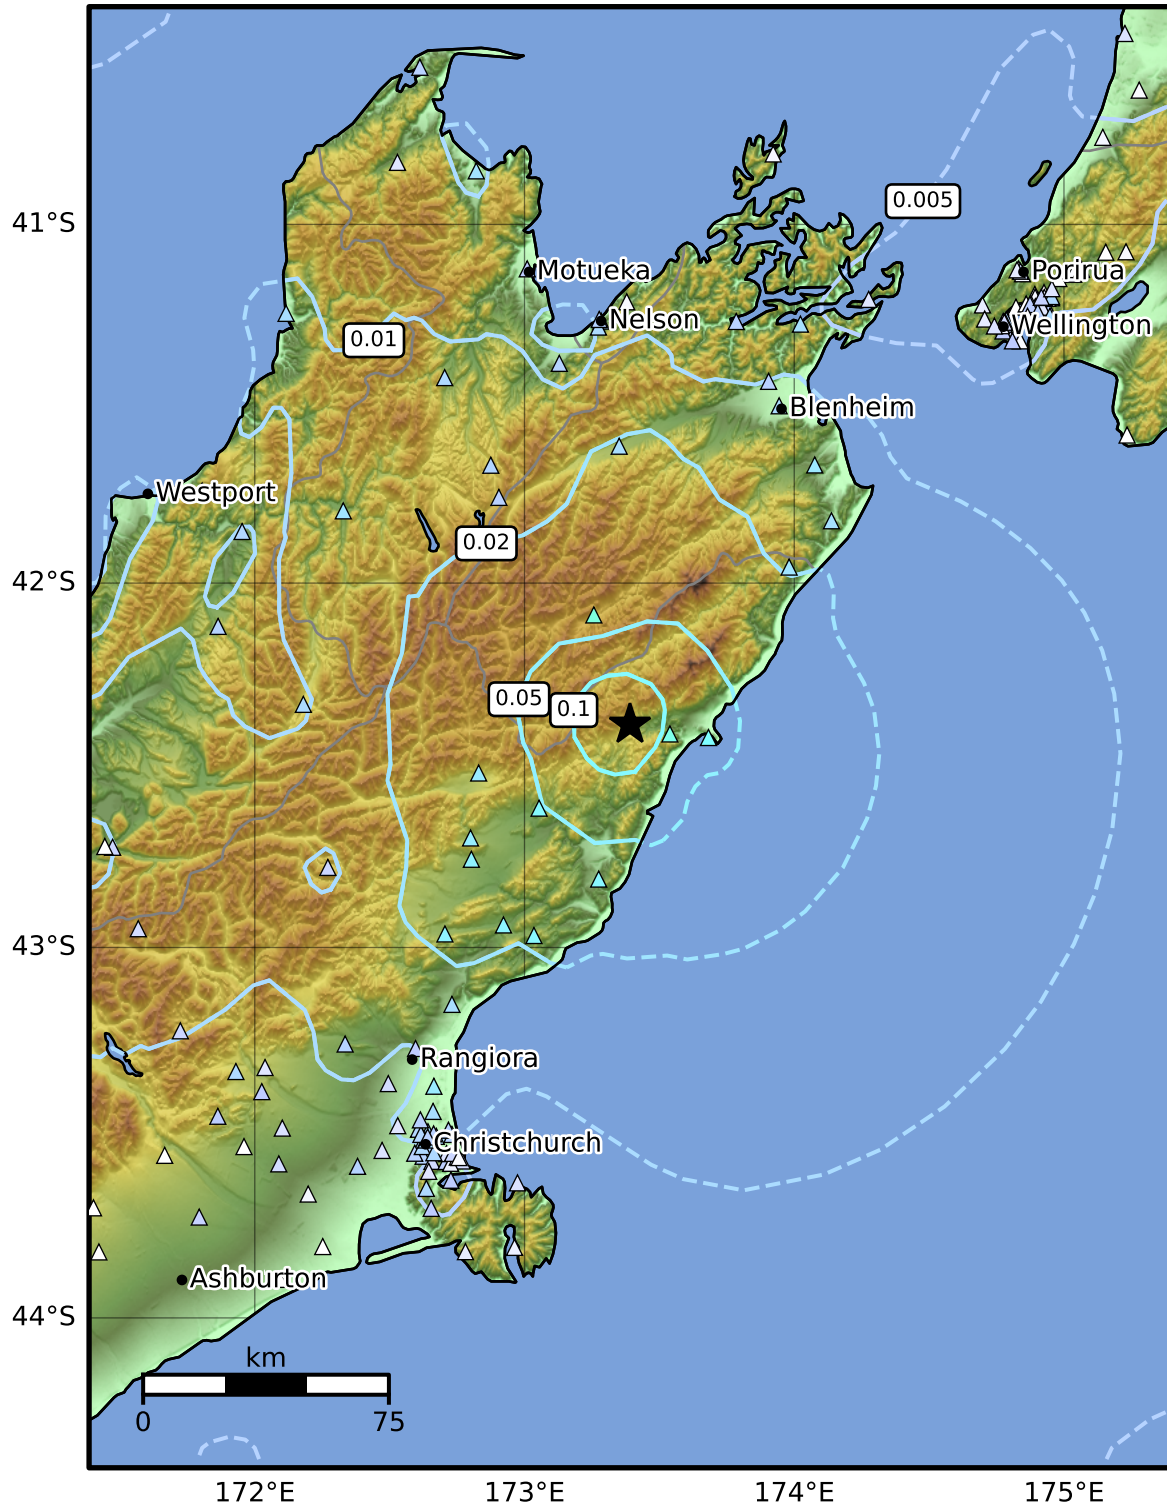 0.005
41°S
Motueka
Porirua
Nelson
Wellington
0.01
Blenheim
Westport
0.02
42°S
0.05
0.1
43°S
Rangiora
Christchurch
Ashburton
44°S
km
0
75
172°E
173°E
174°E
175°E